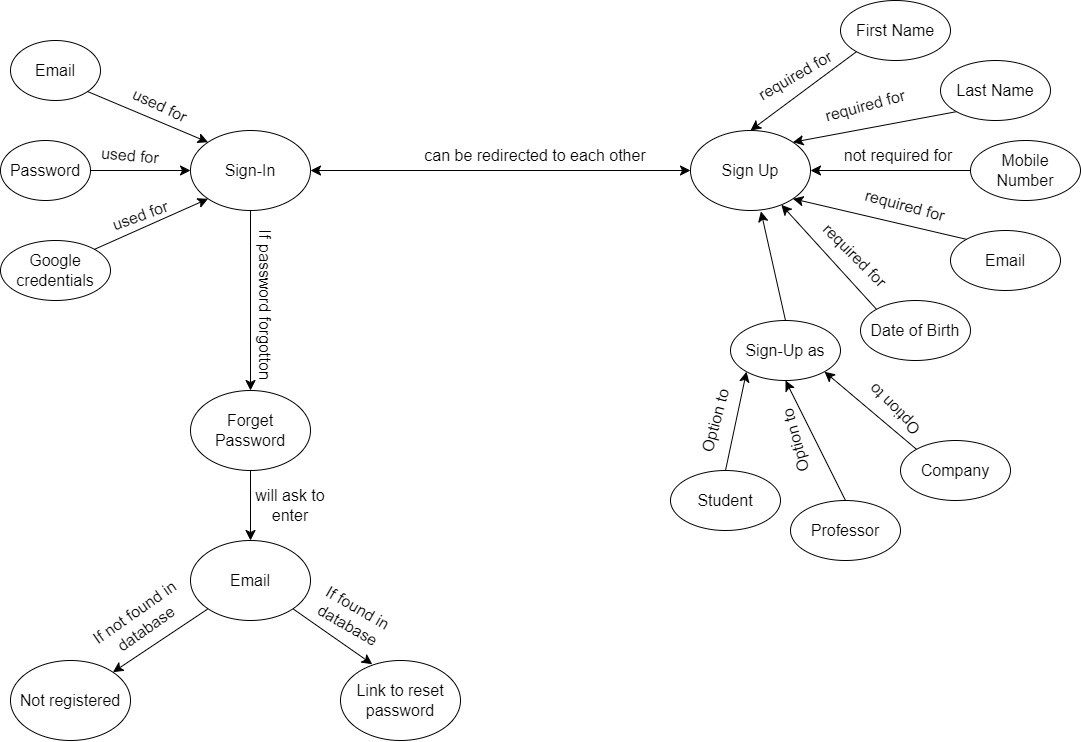 First Name
required for
Email
Last Name
used for
required for
Password
used for
Sign-In
can be redirected to each other
Sign Up
not required for
Mobile
Number
used for
required for
Google
credentials
Email
If password forgotton
required for
Date of Birth
Sign-Up as
Option to
Option to
Option to
Forget
Password
Company
Student
will ask to
enter
Professor
Email
If not found in
database
If found in
database
Not registered
Link to reset
password